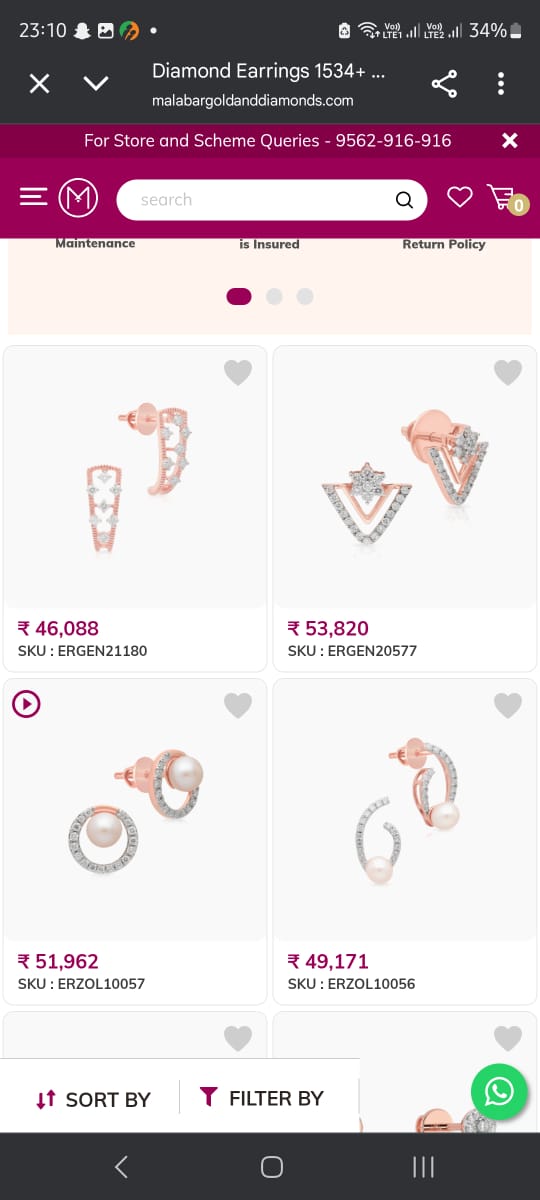 23:10
Vo)) LTE1 Vo)) LTE2 34%
Diamond Earrings 1534+ ...
malabargoldanddiamonds.com
For Store and Scheme Queries - 9562-916-916
search
0
Maintenance is Insured Return Policy
₹ 46,088
SKU : ERGEN21180
₹ 53,820
SKU : ERGEN20577
₹ 51,962
SKU : ERZOL10057
₹ 49,171
SKU : ERZOL10056
SORT BY FILTER BY